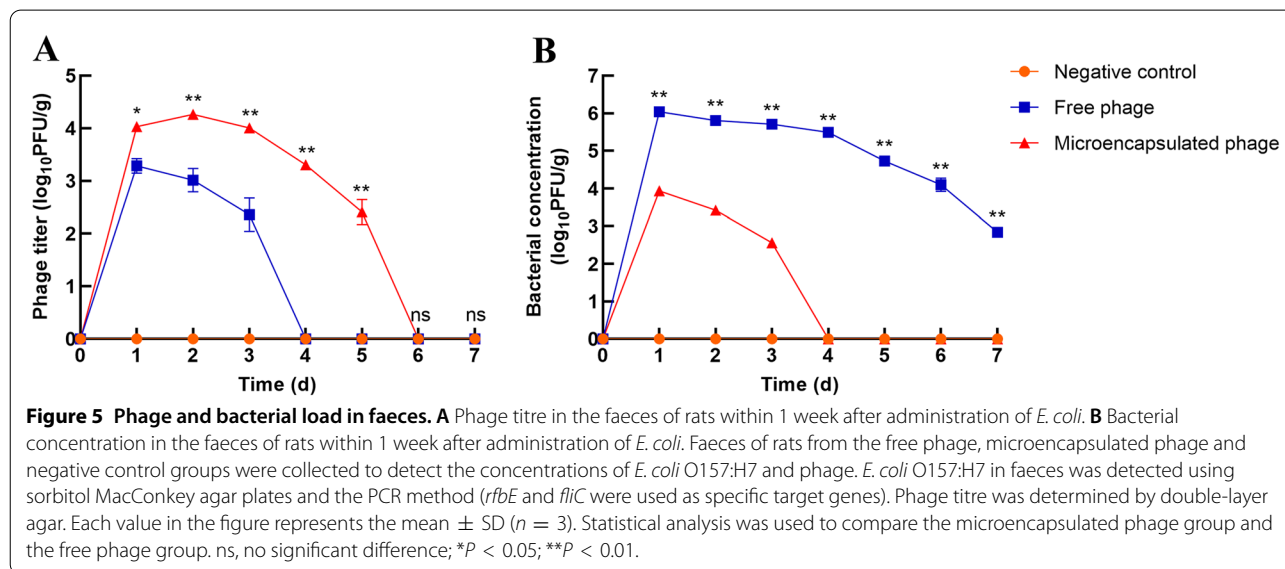 A
B
Negative control
Free phage
Microencapsulated phage
Phage titer (log10PFU/g)
5
4
3
2
1
0
* ** ** ** ** ns ns
0 1 2 3 4 5 6 7
Time (d)
Bacterial concentration
(log10PFU/g)
7
6
5
4
3
2
1
0
** ** ** ** ** ** **
0 1 2 3 4 5 6 7
Time (d)
Figure 5 Phage and bacterial load in faeces. A Phage titre in the faeces of rats within 1 week after administration of E. coli. B Bacterial
concentration in the faeces of rats within 1 week after administration of E. coli. Faeces of rats from the free phage, microencapsulated phage and
negative control groups were collected to detect the concentrations of E. coli O157:H7 and phage. E. coli O157:H7 in faeces was detected using
sorbitol MacConkey agar plates and the PCR method (rfbE and fliC were used as specific target genes). Phage titre was determined by double-layer
agar. Each value in the figure represents the mean ± SD (n = 3). Statistical analysis was used to compare the microencapsulated phage group and
the free phage group. ns, no significant difference; *P < 0.05; **P < 0.01.